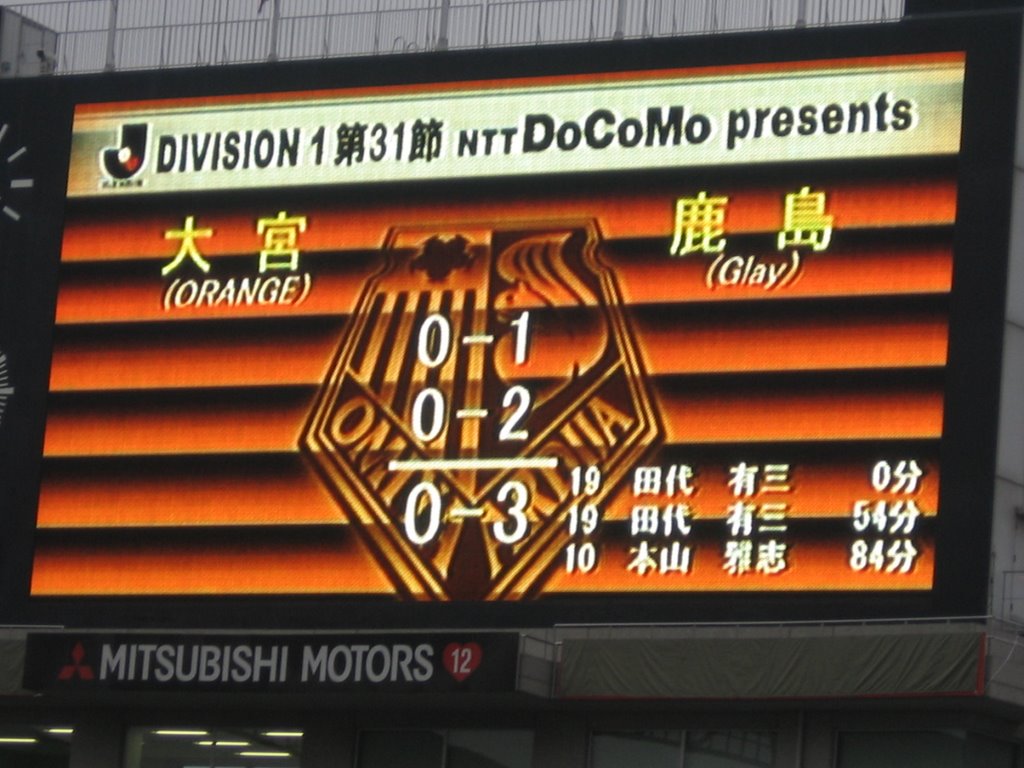 DIVISION 1 第31節 NTT DoCoMo presents
大宮 鹿島
(ORANGE) (Glay)
0-1
0-2
0-3
19 田代 有三 0分
19 田代 有三 54分
10 本山 雅志 84分
MITSUBISHI MOTORS 12